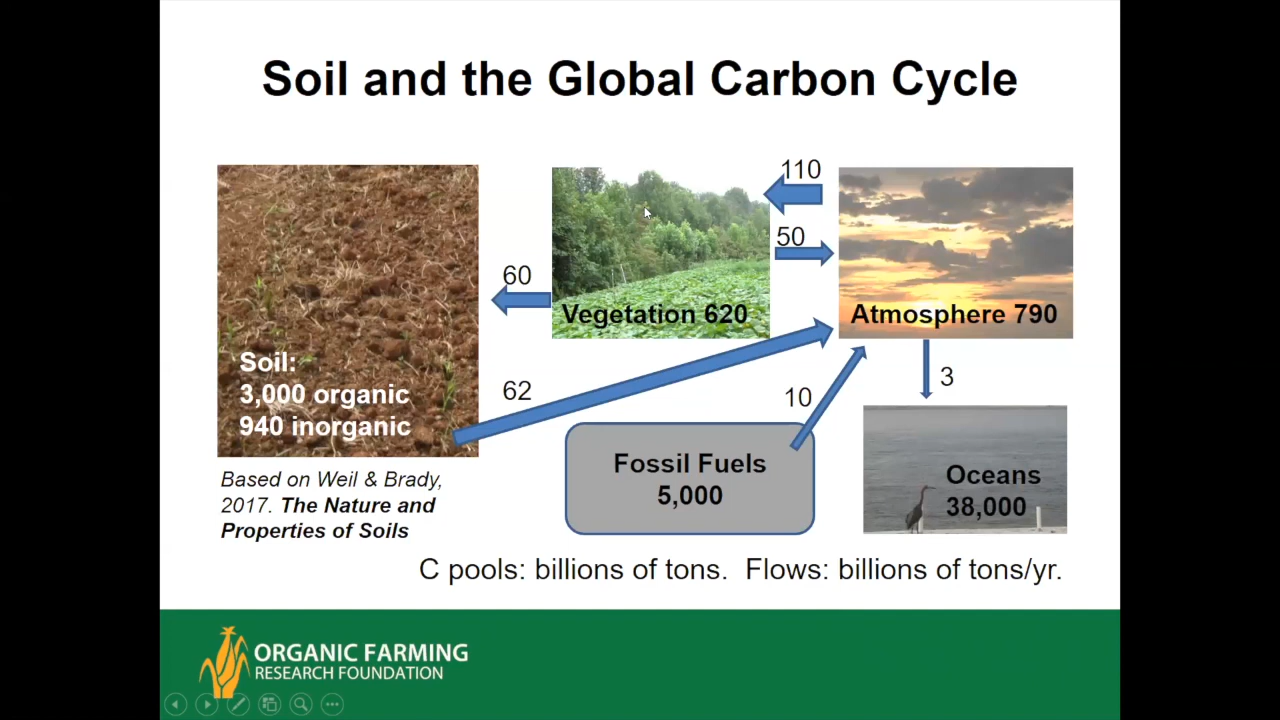 Soil and the Global Carbon Cycle
110
50
60
Vegetation 620
Atmosphere 790
Soil:
3,000 organic
940 inorganic
62
10
3
Fossil Fuels
5,000
Oceans
38,000
Based on Weil & Brady,
2017. The Nature and
Properties of Soils
C pools: billions of tons. Flows: billions of tons/yr.
ORGANIC FARMING
RESEARCH FOUNDATION